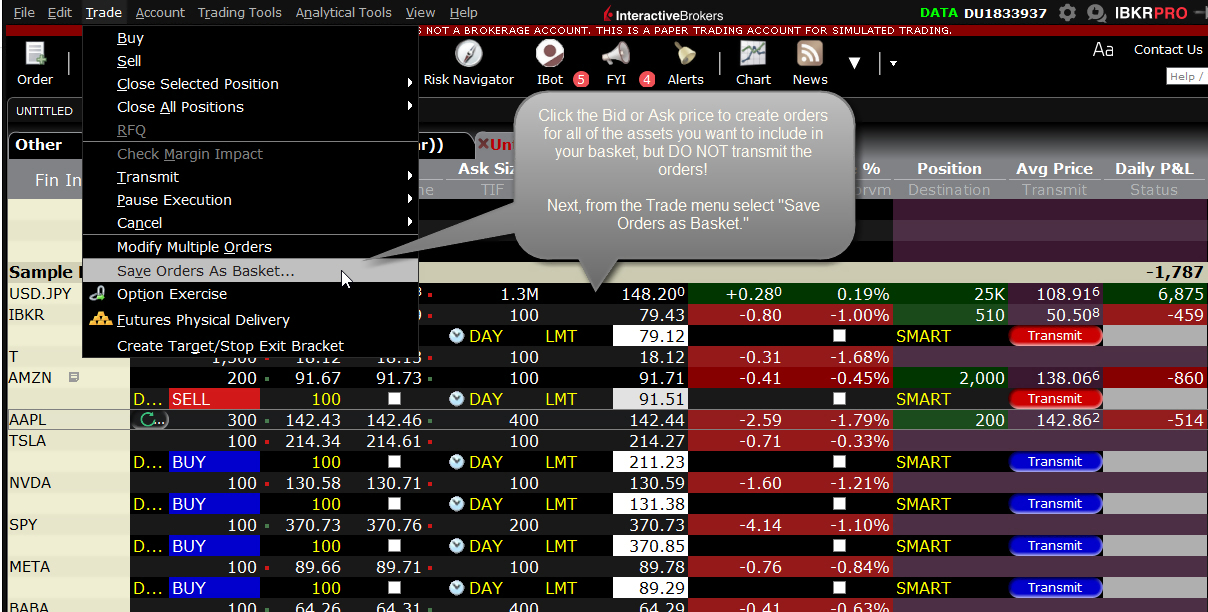 File Edit Trade Account Trading Tools Analytical Tools View Help InteractiveBrokers DATA DU1833937 IBKRPRO
S NOT A BROKERAGE ACCOUNT. THIS IS A PAPER TRADING ACCOUNT FOR SIMULATED TRADING.
Order Risk Navigator IBot 5 FYI 4 Alerts Chart News Aa Contact Us
Help /
UNTITLED
Buy
Sell
Close Selected Position
Close All Positions
RFQ
Check Margin Impact
Transmit
Pause Execution
Cancel
Modify Multiple Orders
Save Orders As Basket...
Option Exercise
Futures Physical Delivery
Create Target/Stop Exit Bracket
Click the Bid or Ask price to create orders
for all of the assets you want to include in
your basket, but DO NOT transmit the
orders!
Next, from the Trade menu select "Save
Orders as Basket."
Other
Fin In Ask Siz % Position Avg Price Daily P&L
TIF Destination Transmit Status
Sample -1,787
USD.JPY 1.3M 148.200 +0.280 0.19% 25K 108.916 6,875
IBKR 100 79.43 -0.80 -1.00% 510 50.508 -459
DAY 79.12 SMART Transmit
T 1,500 18.12 18.13 100 18.12 -0.31 -1.68%
AMZN 200 91.67 91.73 100 91.71 -0.41 -0.45% 2,000 138.066 -860
D... SELL 100 DAY LMT 91.51 SMART Transmit
AAPL 300 142.43 142.46 400 142.44 -2.59 -1.79% 200 142.862 -514
TSLA 100 214.34 214.61 100 214.27 -0.71 -0.33%
D... BUY 100 DAY LMT 211.23 SMART Transmit
NVDA 100 130.58 130.71 100 130.59 -1.60 -1.21%
D... BUY 100 DAY LMT 131.38 SMART Transmit
SPY 100 370.73 370.76 200 370.73 -4.14 -1.10%
D... BUY 100 DAY LMT 370.85 SMART Transmit
META 100 89.66 89.71 100 89.78 -0.76 -0.84%
D... BUY 100 DAY LMT 89.29 SMART Transmit
BABA 100 64.26 64.31 400 64.29 -0.41 -0.63%